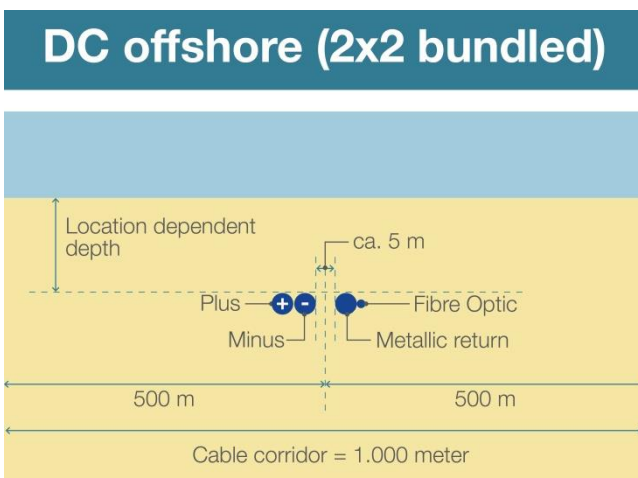 DC offshore (2x2 bundled)
Location dependent
depth
ca. 5 m
Plus
+
-
Fibre Optic
Minus
Metallic return
500 m
500 m
Cable corridor = 1.000 meter